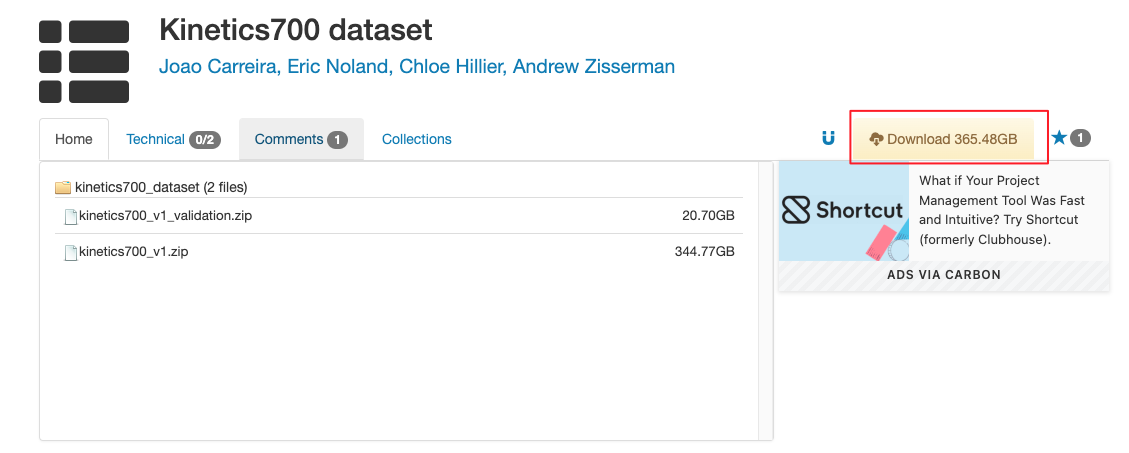 Kinetics700 dataset
Joao Carreira, Eric Noland, Chloe Hillier, Andrew Zisserman
Home Technical 0/2 Comments 1 Collections Download 365.48GB 1
kinetics700_dataset (2 files)
kinetics700_v1_validation.zip 20.70GB
kinetics700_v1.zip 344.77GB
Shortcut
What if Your Project
Management Tool Was Fast
and Intuitive? Try Shortcut
(formerly Clubhouse).
ADS VIA CARBON